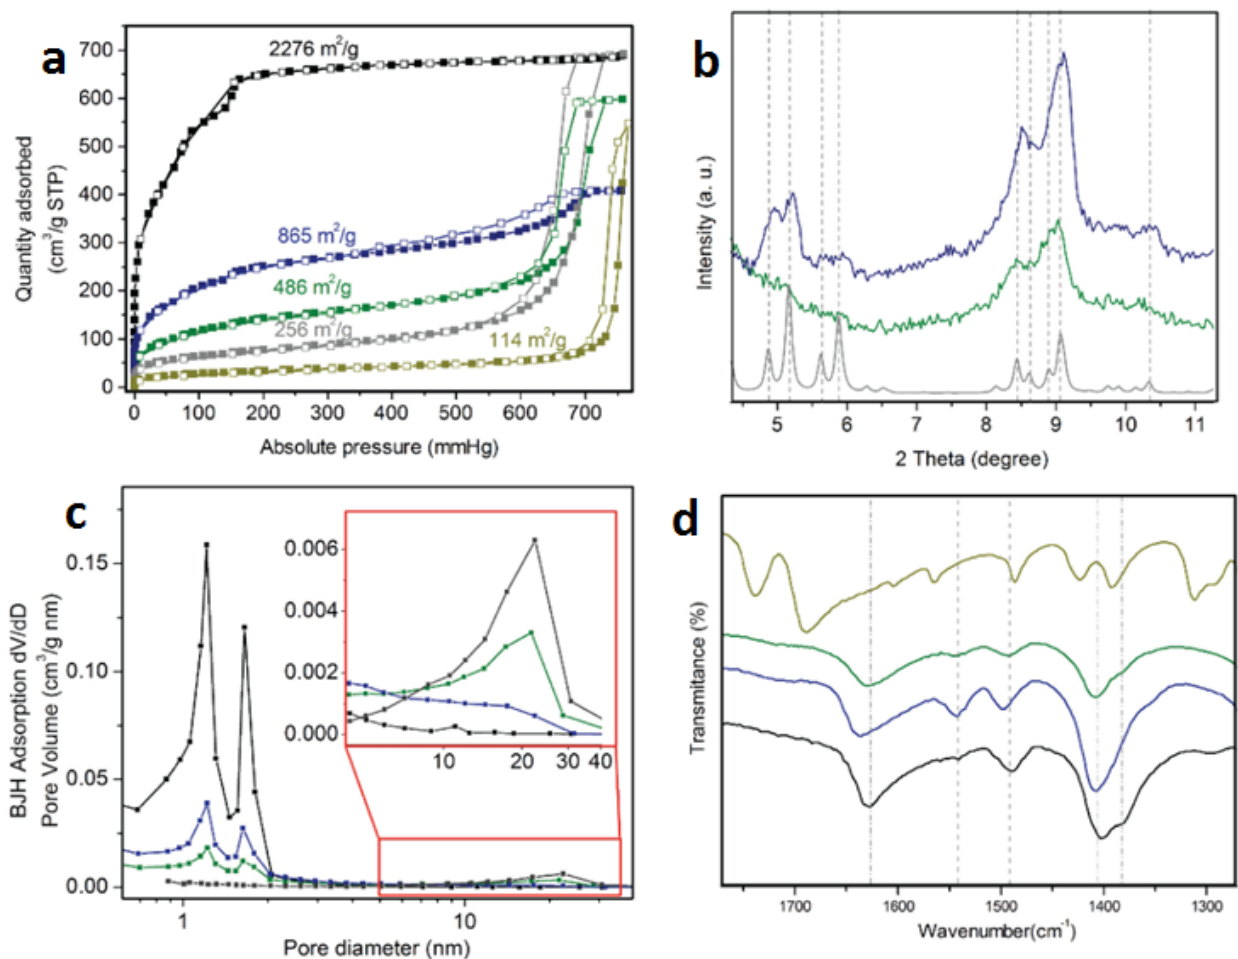 a
2276 m²/g
865 m²/g
486 m²/g
256 m²/g
114 m²/g
700
600
500
400
300
200
100
0
0 100 200 300 400 500 600 700
Quantity adsorbed
(cm³/g STP)
Absolute pressure (mmHg)
b
Intensity (a. u.)
5 6 7 8 9 10 11
2 Theta (degree)
c
0.15
0.10
0.05
0.00
BJH Adsorption dV/dD
Pore Volume (cm³/g nm)
0.006
0.004
0.002
0.000
10 20 30 40
1 10
Pore diameter (nm)
d
Transmitance (%)
1700 1600 1500 1400 1300
Wavenumber(cm⁻¹)